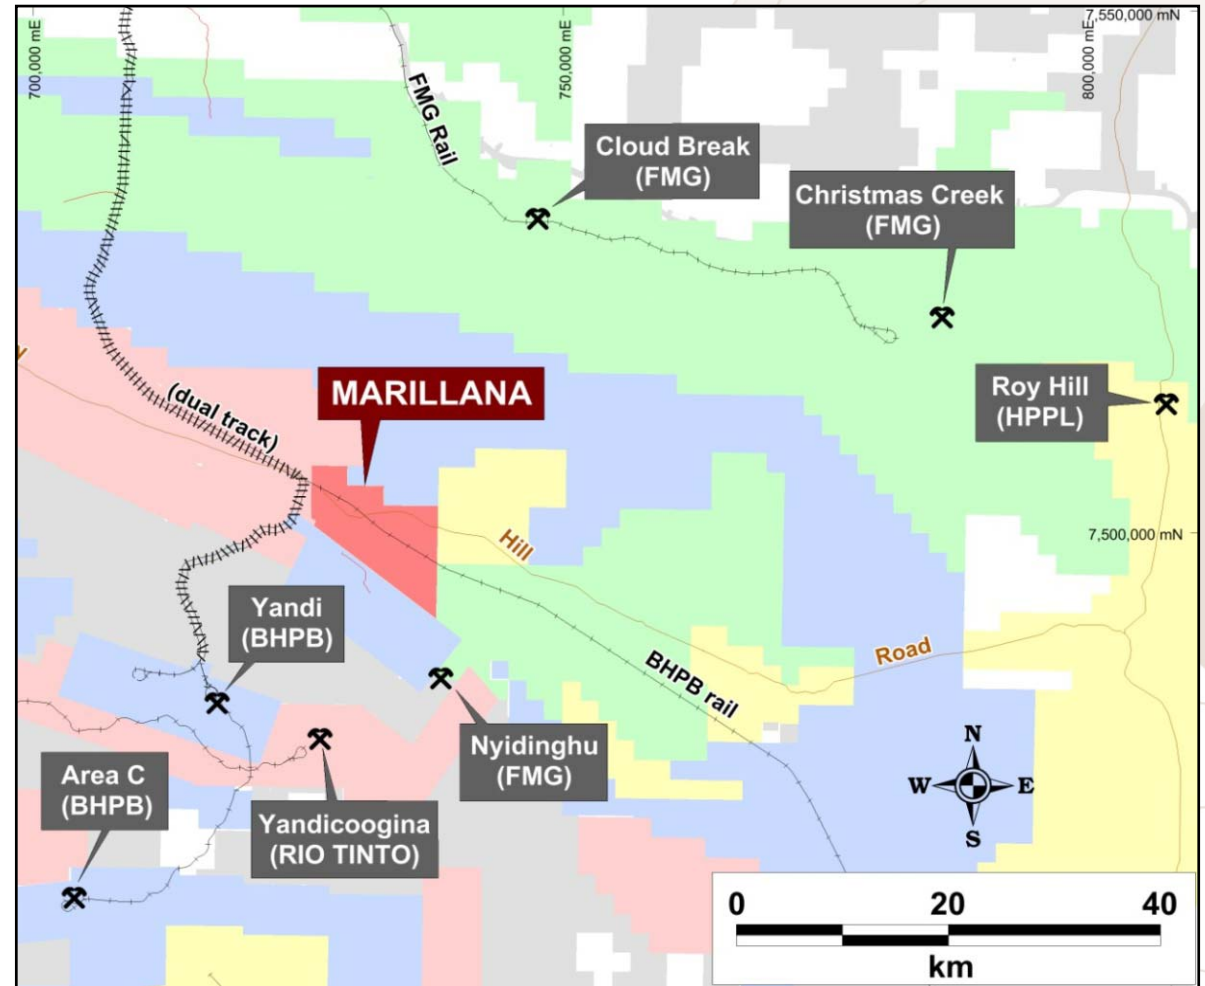 700,000 mE
750,000 mE
800,000 mE
7,550,000 mN
FMG Rail
Cloud Break
(FMG)
Christmas Creek
(FMG)
Roy Hill
(HPPL)
MARILLANA
(dual track)
y
Hill
7,500,000 mN
Yandi
(BHPB)
Road
BHPB rail
Nyidinghu
(FMG)
Area C
(BHPB)
Yandicoogina
(RIO TINTO)
N
W
E
S
0 20 40
km